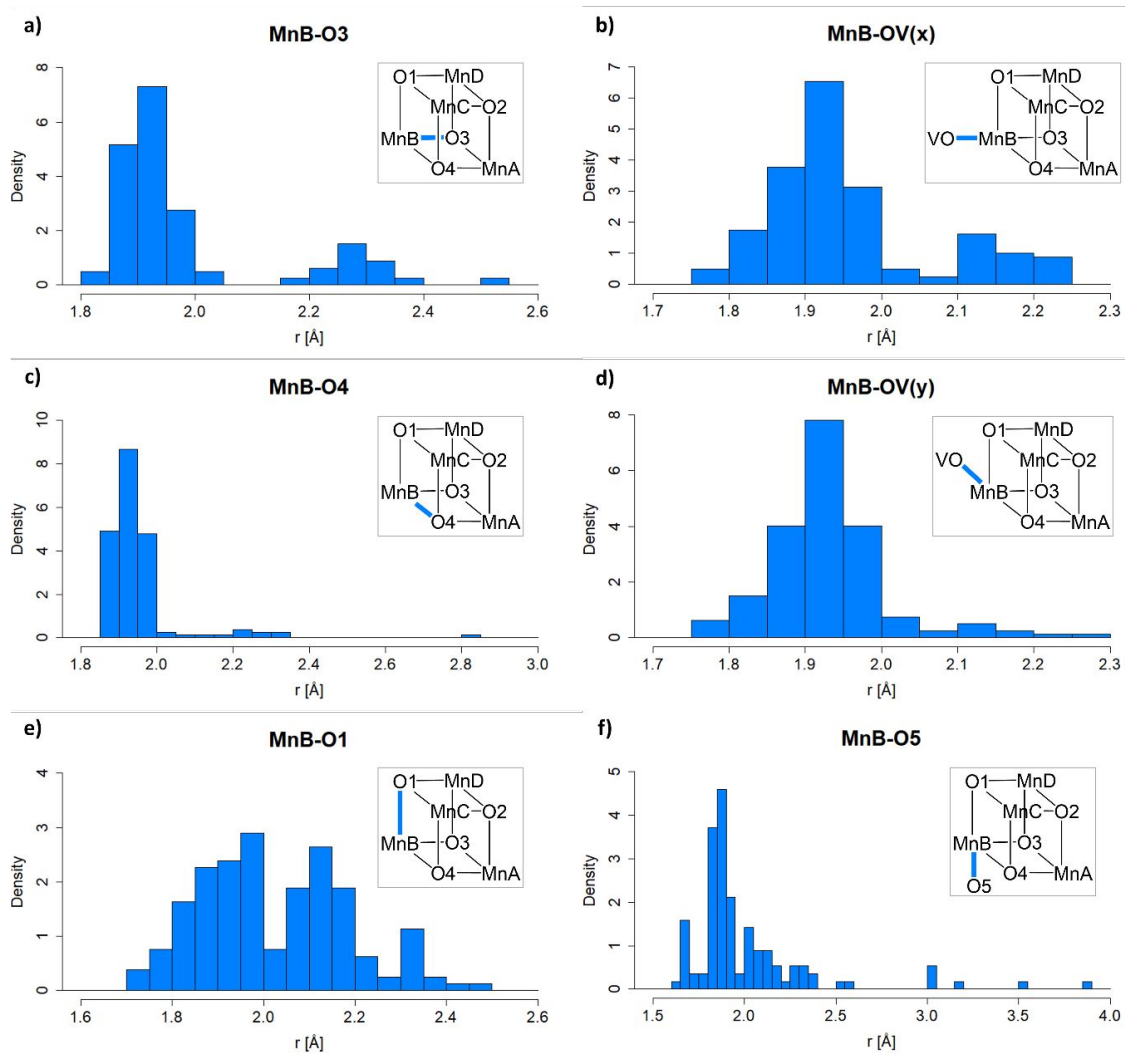 a)
MnB-O3
Density
8
6
4
2
0
1.8 2.0 2.2 2.4 2.6
r [Å]
O1 MnD
MnC O2
MnB O3
O4 MnA
b)
MnB-OV(x)
Density
7
6
5
4
3
2
1
0
1.7 1.8 1.9 2.0 2.1 2.2 2.3
r [Å]
O1 MnD
MnC O2
VO MnB O3
O4 MnA
c)
MnB-O4
Density
10
8
6
4
2
0
1.8 2.0 2.2 2.4 2.6 2.8 3.0
r [Å]
O1 MnD
MnC O2
MnB O3
O4 MnA
d)
MnB-OV(y)
Density
8
6
4
2
0
1.7 1.8 1.9 2.0 2.1 2.2 2.3
r [Å]
O1 MnD
VO MnC O2
MnB O3
O4 MnA
e)
MnB-O1
Density
4
3
2
1
0
1.6 1.8 2.0 2.2 2.4 2.6
r [Å]
O1 MnD
MnC O2
MnB O3
O4 MnA
f)
MnB-O5
Density
5
4
3
2
1
0
1.5 2.0 2.5 3.0 3.5 4.0
r [Å]
O1 MnD
MnC O2
MnB O3
O4 MnA
O5